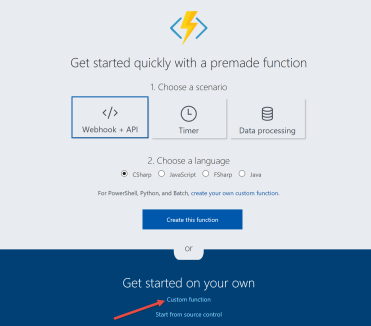 Get started quickly with a premade function
1. Choose a scenario
</>
Webhook + API
Timer
Data processing
2. Choose a language
CSharp
JavaScript
FSharp
Java
For PowerShell, Python, and Batch, create your own custom function.
Create this function
or
Get started on your own
Custom function
Start from source control